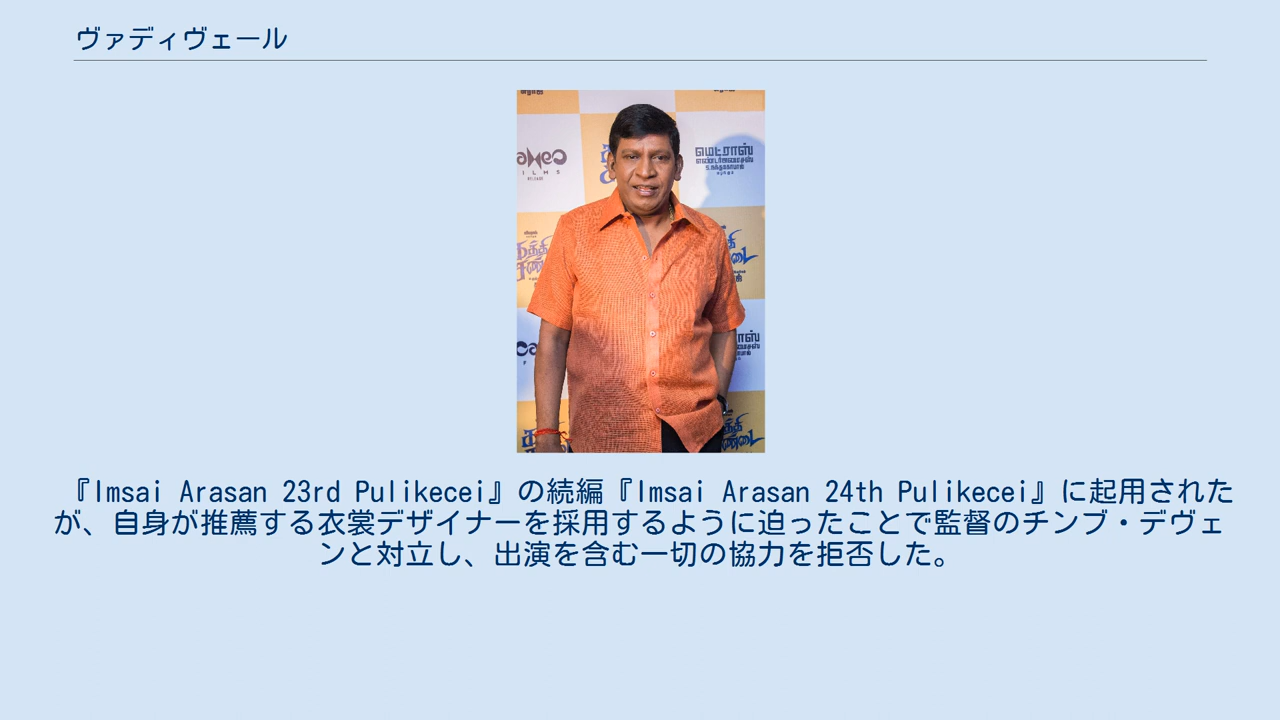 ヴァディヴェール
மெட்ராஸ்
FILMS
『Imsai Arasan 23rd Pulikecei』の続編『Imsai Arasan 24th Pulikecei』に起用された
が、自身が推薦する衣裳デザイナーを採用するように迫ったことで監督のチンブ・デヴェ
ンと対立し、出演を含む一切の協力を拒否した。